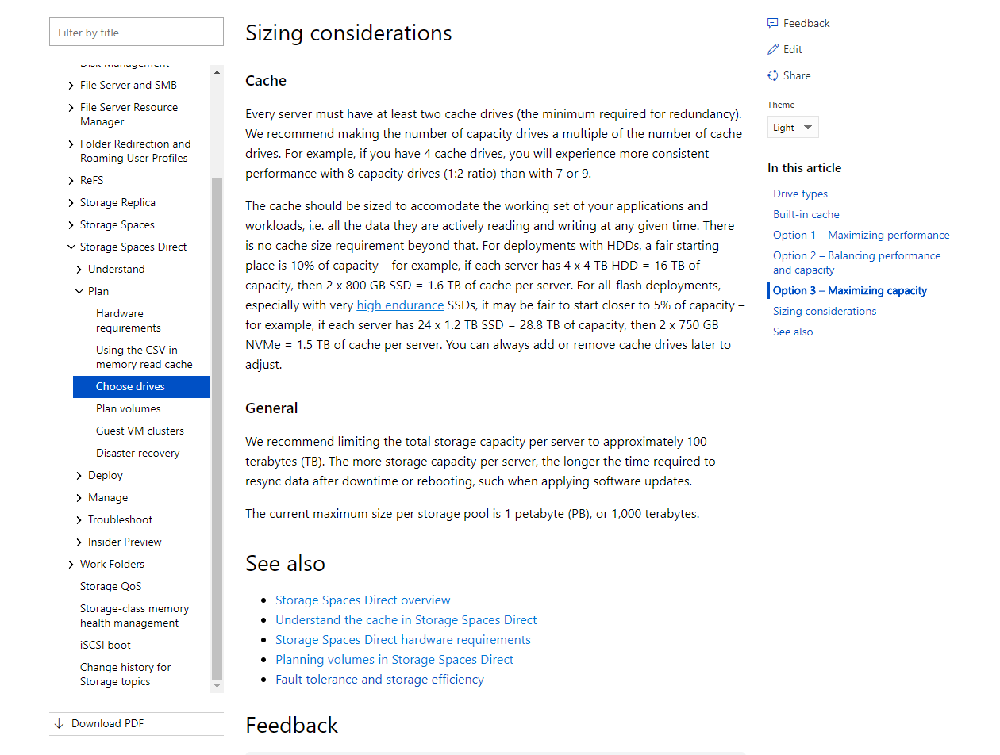 Filter by title
Disk Management
File Server and SMB
File Server Resource
Manager
Folder Redirection and
Roaming User Profiles
ReFS
Storage Replica
Storage Spaces
Storage Spaces Direct
Understand
Plan
Hardware
requirements
Using the CSV in-
memory read cache
Choose drives
Plan volumes
Guest VM clusters
Disaster recovery
Deploy
Manage
Troubleshoot
Insider Preview
Work Folders
Storage QoS
Storage-class memory
health management
iSCSI boot
Change history for
Storage topics
Download PDF
Sizing considerations
Cache
Every server must have at least two cache drives (the minimum required for redundancy).
We recommend making the number of capacity drives a multiple of the number of cache
drives. For example, if you have 4 cache drives, you will experience more consistent
performance with 8 capacity drives (1:2 ratio) than with 7 or 9.
The cache should be sized to accomodate the working set of your applications and
workloads, i.e. all the data they are actively reading and writing at any given time. There
is no cache size requirement beyond that. For deployments with HDDs, a fair starting
place is 10% of capacity – for example, if each server has 4 x 4 TB HDD = 16 TB of
capacity, then 2 x 800 GB SSD = 1.6 TB of cache per server. For all-flash deployments,
especially with very high endurance SSDs, it may be fair to start closer to 5% of capacity –
for example, if each server has 24 x 1.2 TB SSD = 28.8 TB of capacity, then 2 x 750 GB
NVMe = 1.5 TB of cache per server. You can always add or remove cache drives later to
adjust.
General
We recommend limiting the total storage capacity per server to approximately 100
terabytes (TB). The more storage capacity per server, the longer the time required to
resync data after downtime or rebooting, such when applying software updates.
The current maximum size per storage pool is 1 petabyte (PB), or 1,000 terabytes.
See also
Storage Spaces Direct overview
Understand the cache in Storage Spaces Direct
Storage Spaces Direct hardware requirements
Planning volumes in Storage Spaces Direct
Fault tolerance and storage efficiency
Feedback
Feedback
Edit
Share
Theme
Light
In this article
Drive types
Built-in cache
Option 1 – Maximizing performance
Option 2 – Balancing performance
and capacity
Option 3 – Maximizing capacity
Sizing considerations
See also